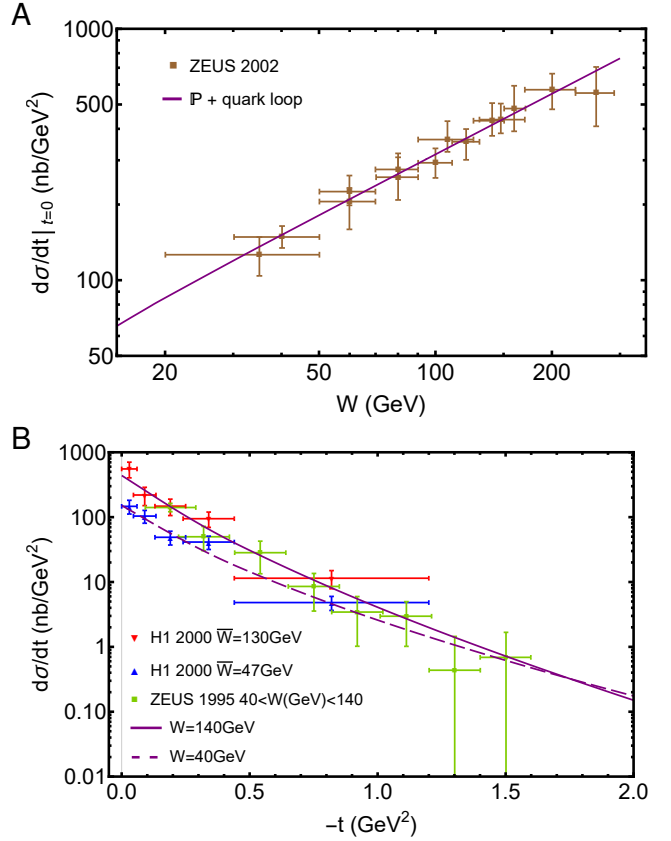 A
1000
500
100
50
dσ/dt|t=0 (nb/GeV²)
ZEUS 2002
ℙ + quark loop
20 50 100 200
W (GeV)
B
1000
100
10
1
0.10
0.01
dσ/dt (nb/GeV²)
H1 2000 W̅=130GeV
H1 2000 W̅=47GeV
ZEUS 1995 40<W(GeV)<140
W=140GeV
W=40GeV
0.0 0.5 1.0 1.5 2.0
-t (GeV²)